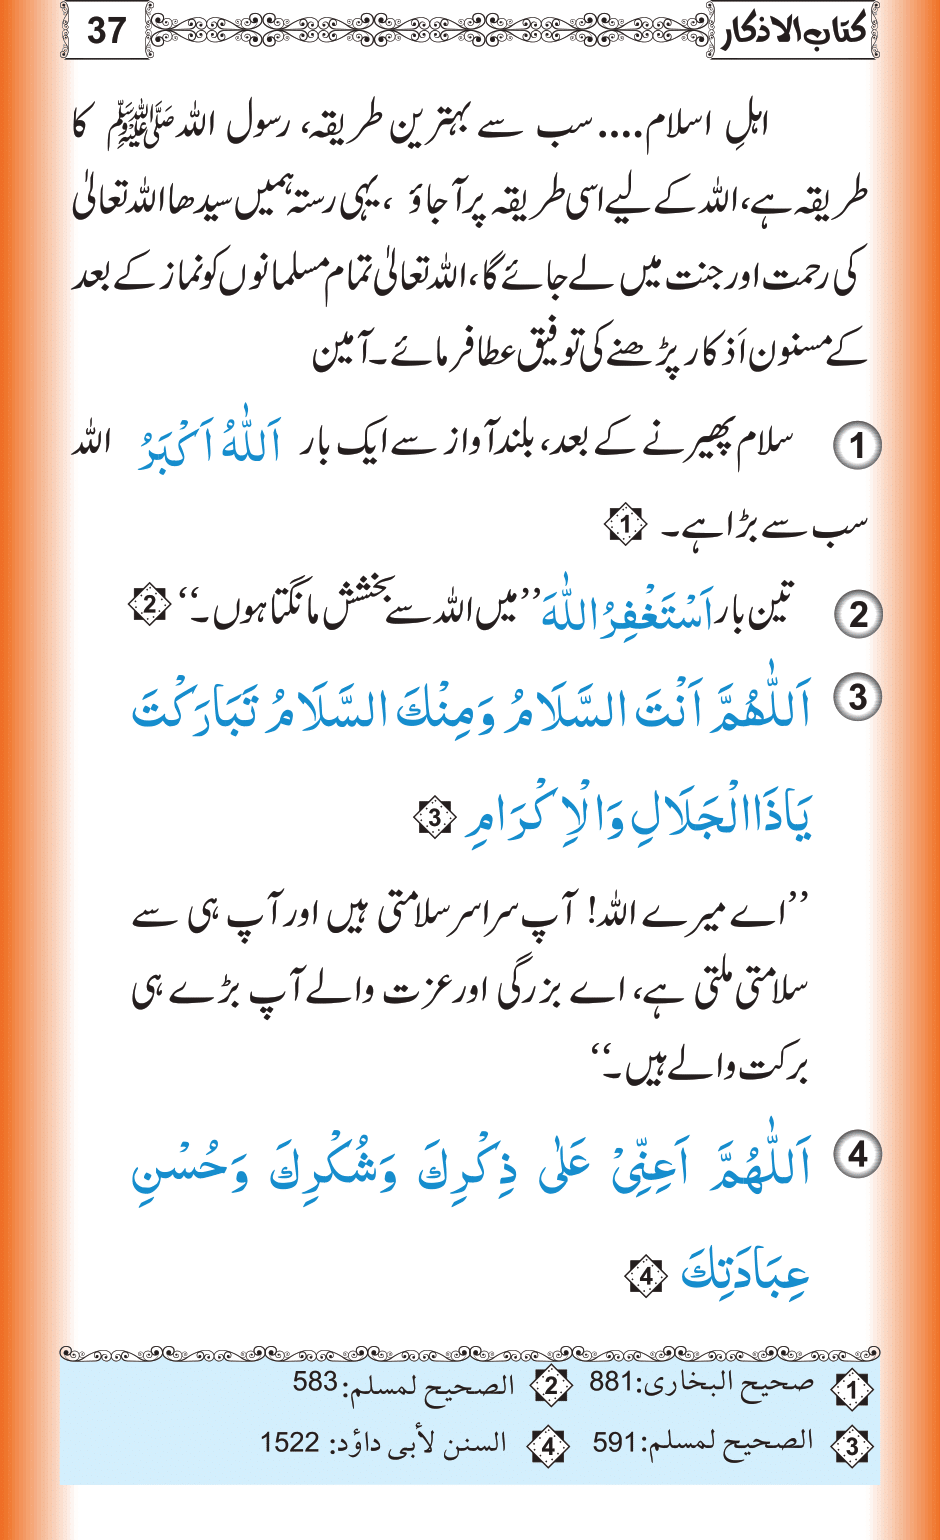 کتاب الاذکار 37
اہلِ اسلام.... سب سے بہترین طریقہ، رسول اللہ ﷺ کا
طریقہ ہے، اللہ کے لیے اسی طریقہ پر آجاؤ ، یہی رستہ ہمیں سیدھا اللہ تعالیٰ
کی رحمت اور جنت میں لے جائے گا، اللہ تعالیٰ تمام مسلمانوں کو نماز کے بعد
کے مسنون اَذکار پڑھنے کی توفیق عطا فرمائے۔ آمین
1 سلام پھیرنے کے بعد، بلند آواز سے ایک بار اَللّٰهُ اَكْبَرُ اللہ
سب سے بڑا ہے۔ 1
2 تین بار اَسْتَغْفِرُ اللّٰهَ ’’میں اللہ سے بخشش مانگتا ہوں۔‘‘ 2
3 اَللّٰهُمَّ اَنْتَ السَّلَامُ وَمِنْكَ السَّلَامُ تَبَارَكْتَ
يَاذَا الْجَلَالِ وَالْاِكْرَامِ 3
’’اے میرے اللہ! آپ سراسر سلامتی ہیں اور آپ ہی سے
سلامتی ملتی ہے، اے بزرگی اور عزت والے آپ بڑے ہی
برکت والے ہیں۔‘‘
4 اَللّٰهُمَّ اَعِنِّيْ عَلٰى ذِكْرِكَ وَشُكْرِكَ وَحُسْنِ
عِبَادَتِكَ 4
1 صحیح البخاری:881 2 الصحیح لمسلم:583
3 الصحیح لمسلم:591 4 السنن لأبی داؤد: 1522